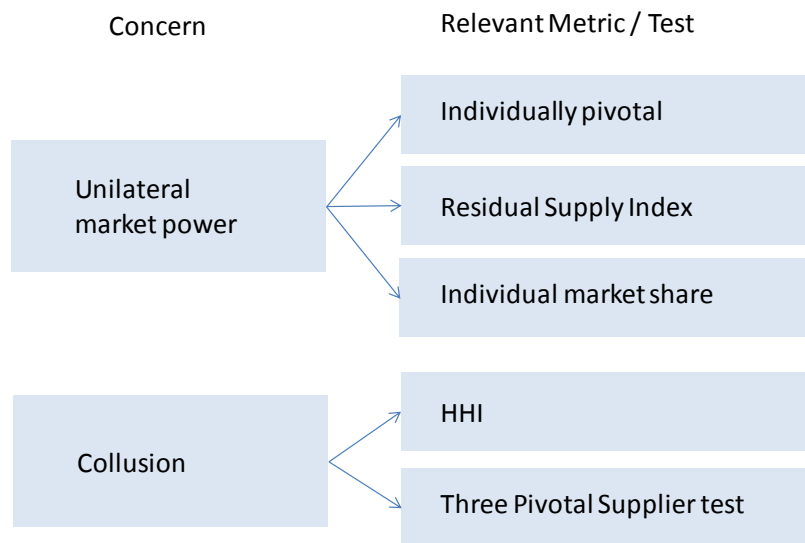 Concern
Relevant Metric / Test
Individually pivotal
Unilateral
market power
Residual Supply Index
Individual market share
HHI
Collusion
Three Pivotal Supplier test